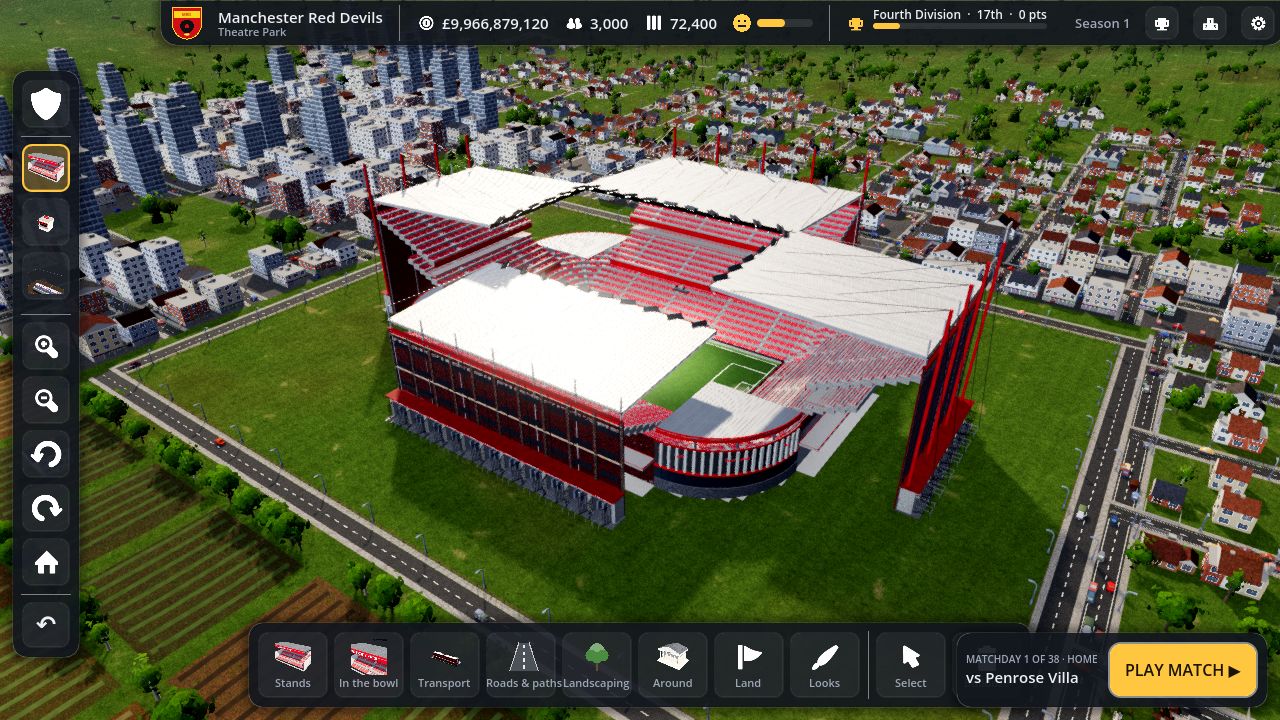 Manchester Red Devils
Theatre Park
£9,966,879,120
3,000
72,400
Fourth Division · 17th · 0 pts
Season 1
Stands
In the bowl
Transport
Roads & paths
Landscaping
Around
Land
Looks
Select
MATCHDAY 1 OF 38 · HOME
vs Penrose Villa
PLAY MATCH ▶